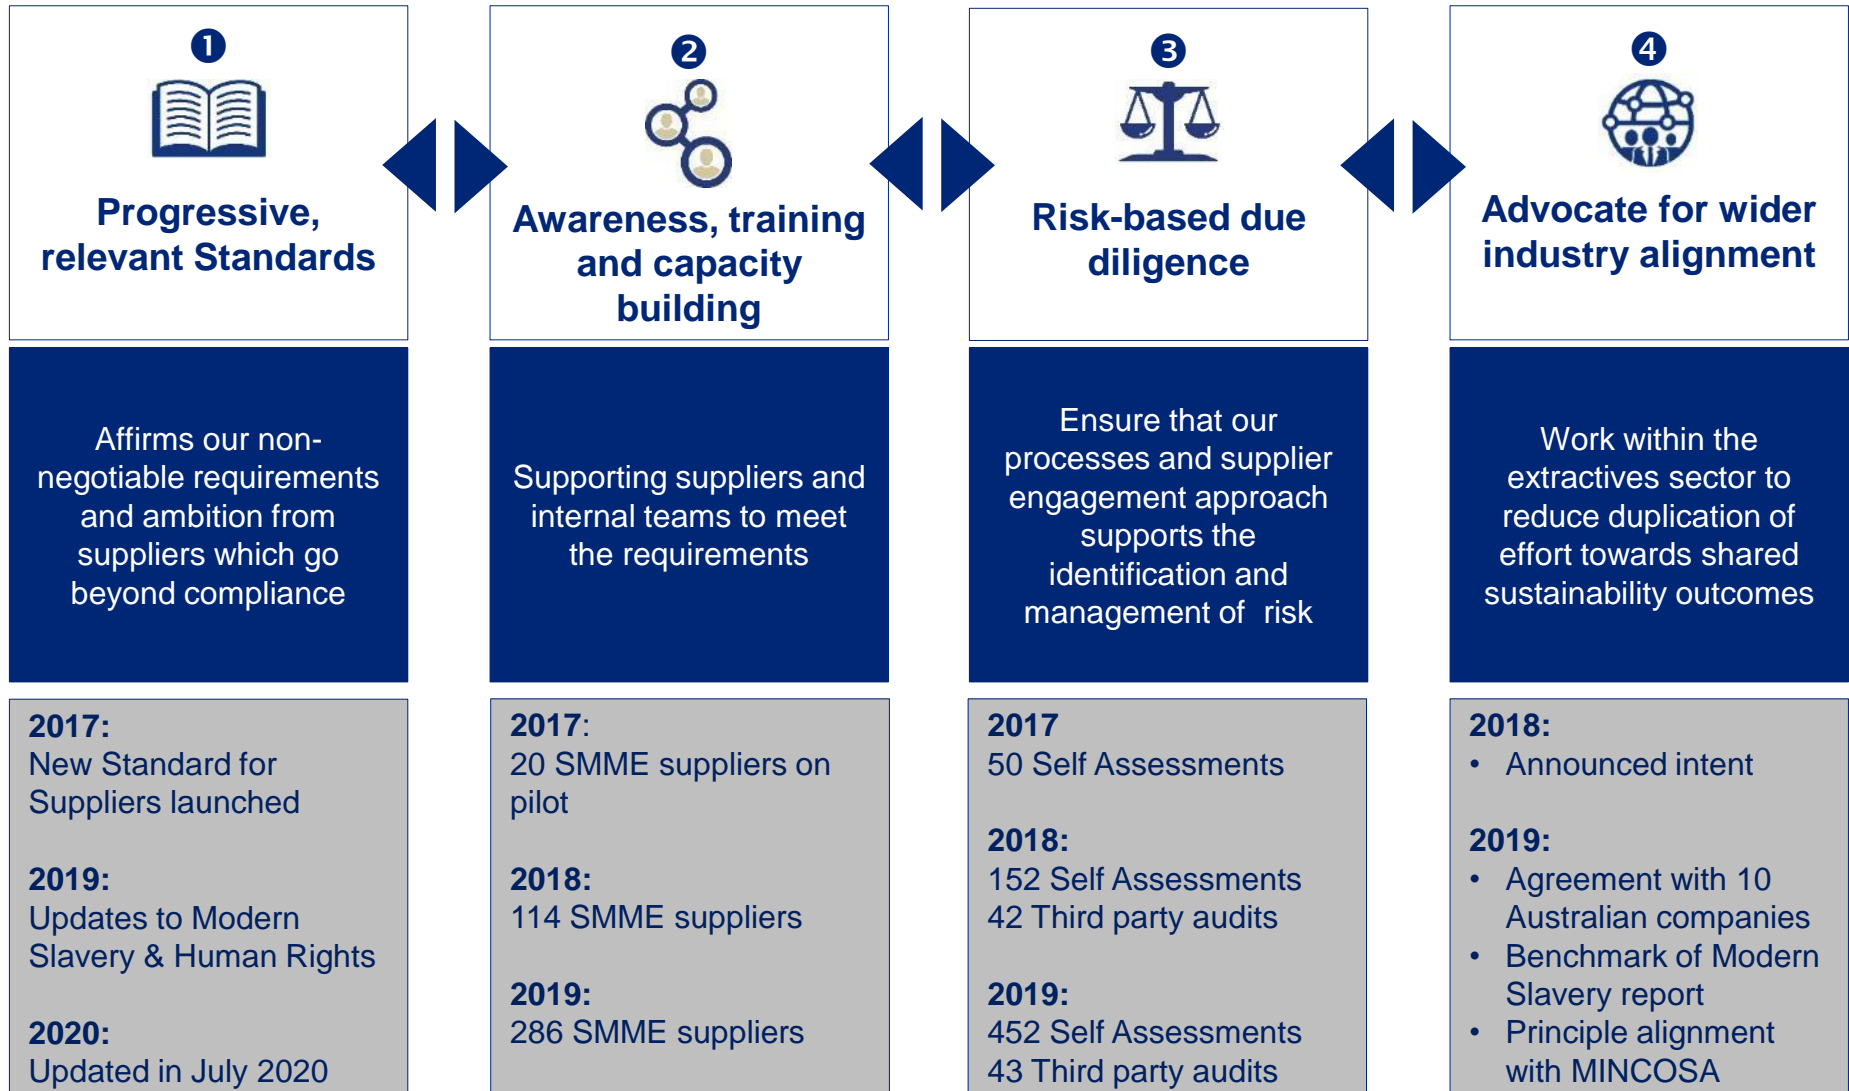 1
Progressive,
relevant Standards
Affirms our non-
negotiable requirements
and ambition from
suppliers which go
beyond compliance
2017:
New Standard for
Suppliers launched
2019:
Updates to Modern
Slavery & Human Rights
2020:
Updated in July 2020
2
Awareness, training
and capacity
building
Supporting suppliers and
internal teams to meet
the requirements
2017:
20 SMME suppliers on
pilot
2018:
114 SMME suppliers
2019:
286 SMME suppliers
3
Risk-based due
diligence
Ensure that our
processes and supplier
engagement approach
supports the
identification and
management of risk
2017
50 Self Assessments
2018:
152 Self Assessments
42 Third party audits
2019:
452 Self Assessments
43 Third party audits
4
Advocate for wider
industry alignment
Work within the
extractives sector to
reduce duplication of
effort towards shared
sustainability outcomes
2018:
• Announced intent
2019:
• Agreement with 10
Australian companies
• Benchmark of Modern
Slavery report
• Principle alignment
with MINCOSA